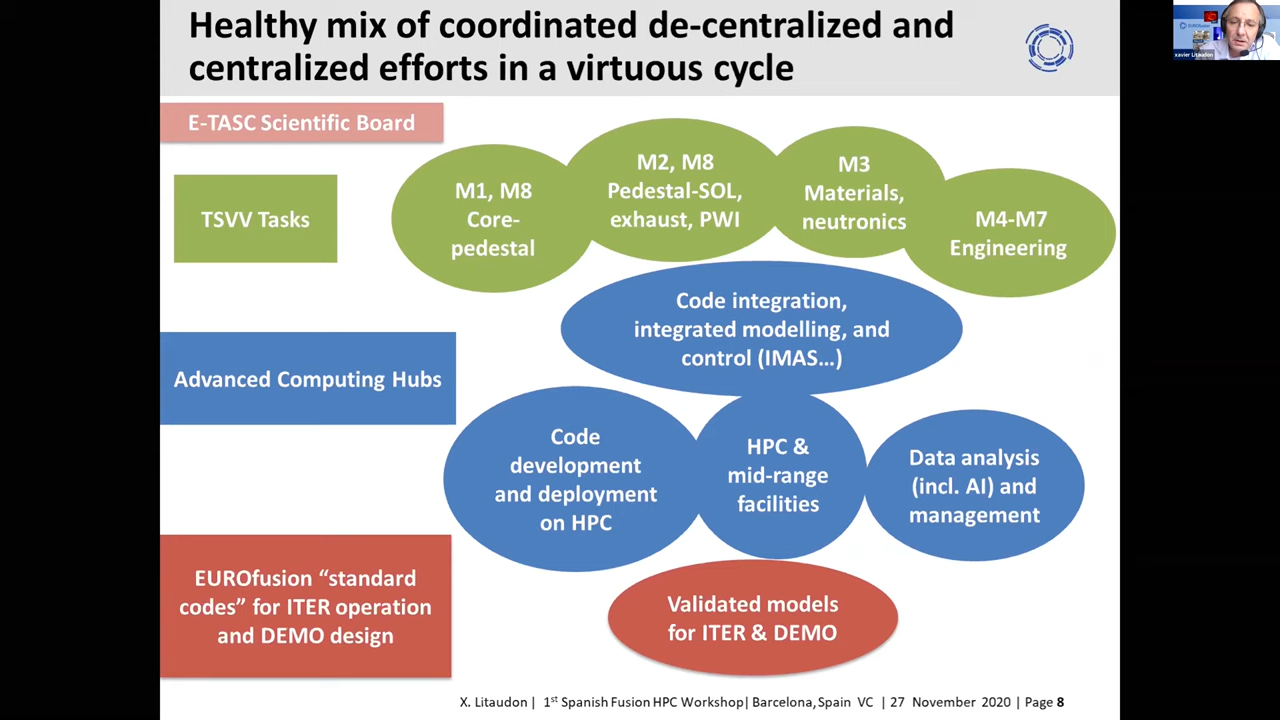 Healthy mix of coordinated de-centralized and
centralized efforts in a virtuous cycle
E-TASC Scientific Board
TSVV Tasks
M1, M8
Core-
pedestal
M2, M8
Pedestal-SOL,
exhaust, PWI
M3
Materials,
neutronics
M4-M7
Engineering
Code integration,
integrated modelling, and
control (IMAS…)
Advanced Computing Hubs
Code
development
and deployment
on HPC
HPC &
mid-range
facilities
Data analysis
(incl. AI) and
management
EUROfusion “standard
codes” for ITER operation
and DEMO design
Validated models
for ITER & DEMO
X. Litaudon | 1st Spanish Fusion HPC Workshop| Barcelona, Spain VC | 27 November 2020 | Page 8
EUROfusion
xavier Litaudon